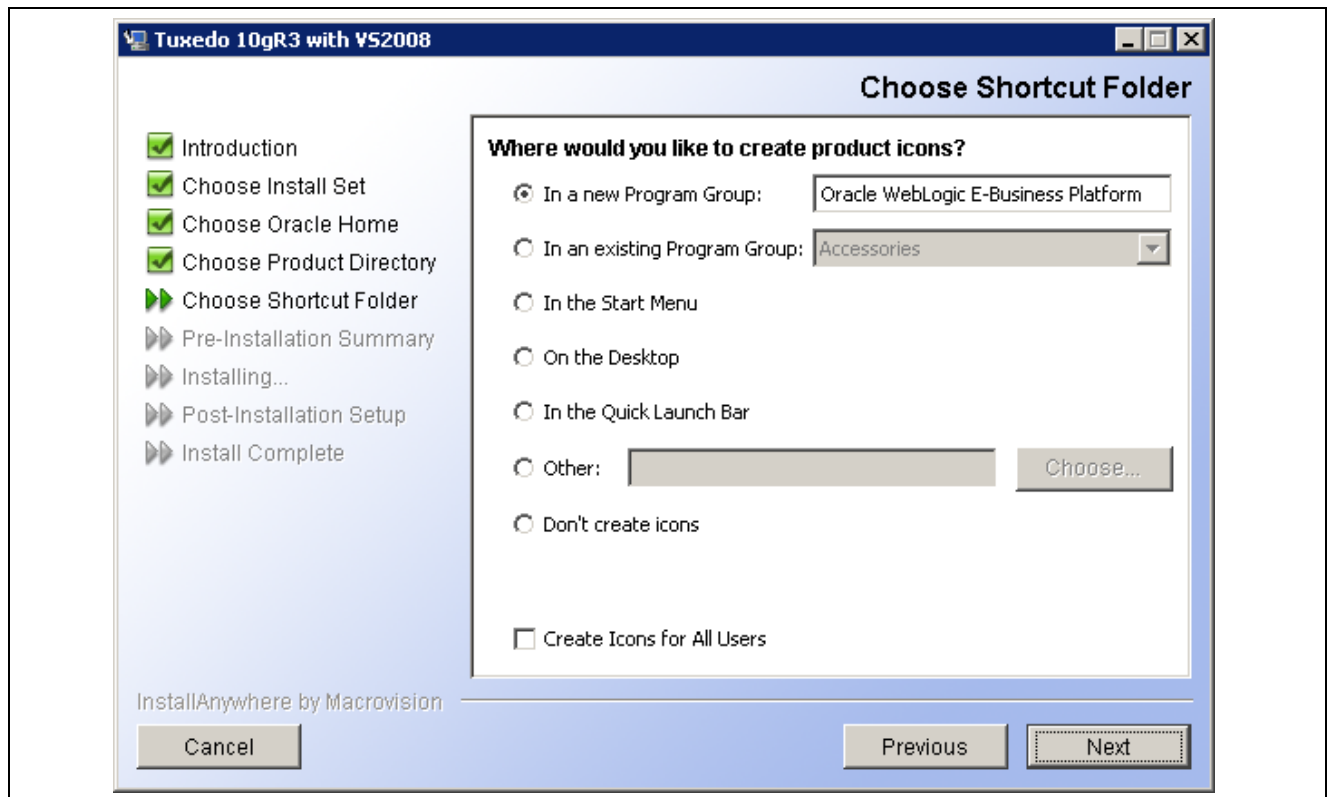 Tuxedo 10gR3 with VS2008
Choose Shortcut Folder
Introduction
Choose Install Set
Choose Oracle Home
Choose Product Directory
Choose Shortcut Folder
Pre-Installation Summary
Installing...
Post-Installation Setup
Install Complete
Where would you like to create product icons?
In a new Program Group: Oracle WebLogic E-Business Platform
In an existing Program Group: Accessories
In the Start Menu
On the Desktop
In the Quick Launch Bar
Other: Choose...
Don't create icons
Create Icons for All Users
InstallAnywhere by Macrovision
Cancel Previous Next